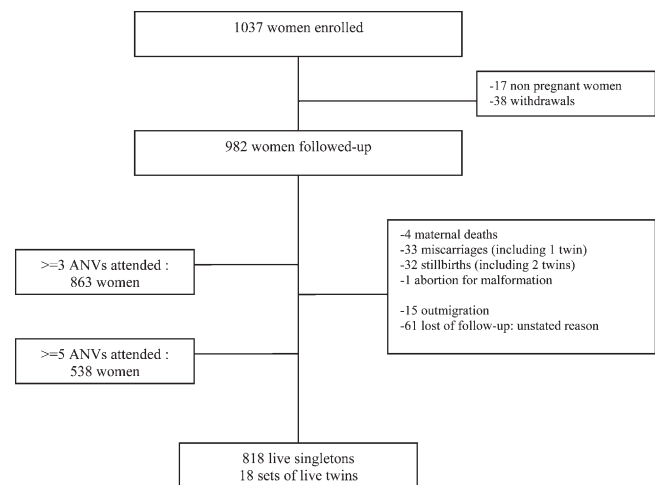 1037 women enrolled
-17 non pregnant women
-38 withdrawals
982 women followed-up
-4 maternal deaths
-33 miscarriages (including 1 twin)
-32 stillbirths (including 2 twins)
-1 abortion for malformation
-15 outmigration
-61 lost of follow-up: unstated reason
>=3 ANVs attended :
863 women
>=5 ANVs attended :
538 women
818 live singletons
18 sets of live twins